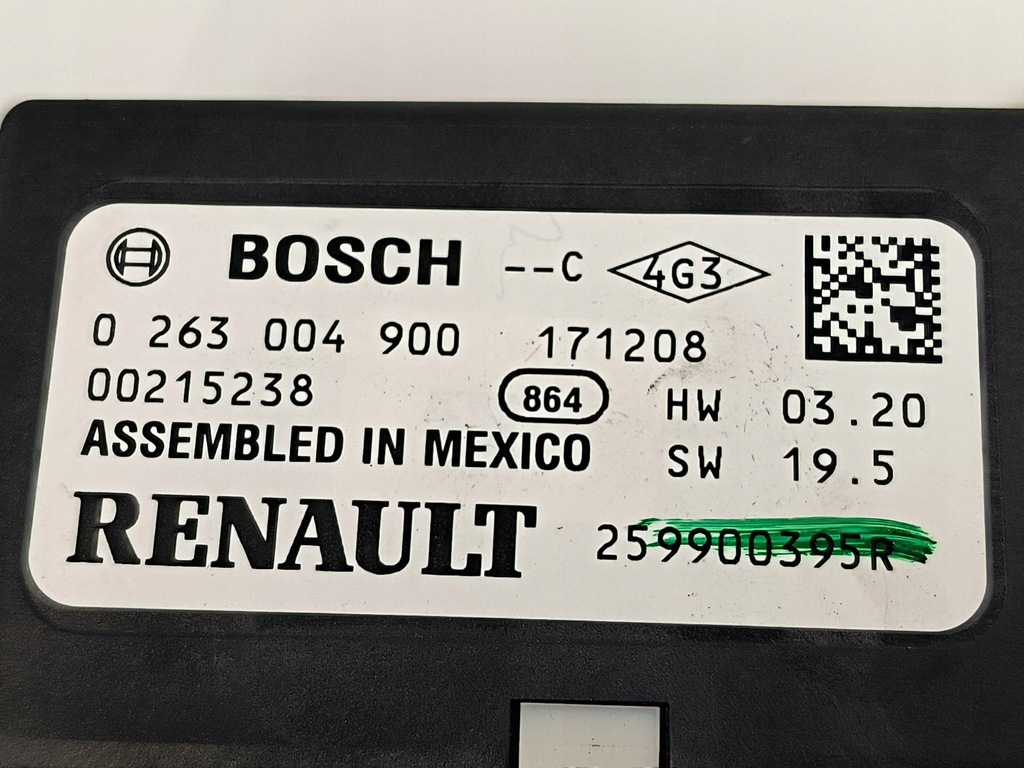 BOSCH --C 4G3
0 263 004 900 171208
00215238 864 HW 03.20
ASSEMBLED IN MEXICO SW 19.5
RENAULT 259900395R